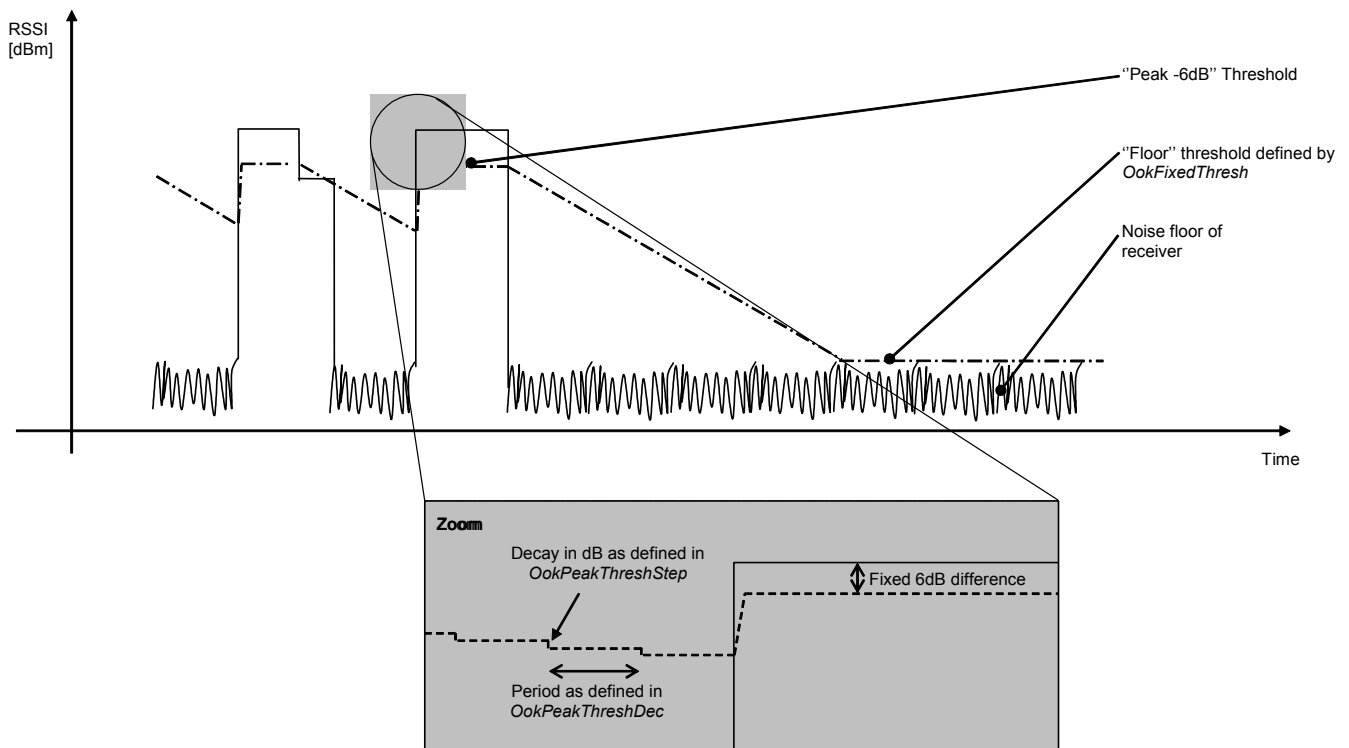 RSSI
[dBm]
‘’Peak -6dB’’ Threshold
‘’Floor’’ threshold defined by
OokFixedThresh
Noise floor of
receiver
Time
Zoom
Decay in dB as defined in
OokPeakThreshStep
Fixed 6dB difference
Period as defined in
OokPeakThreshDec